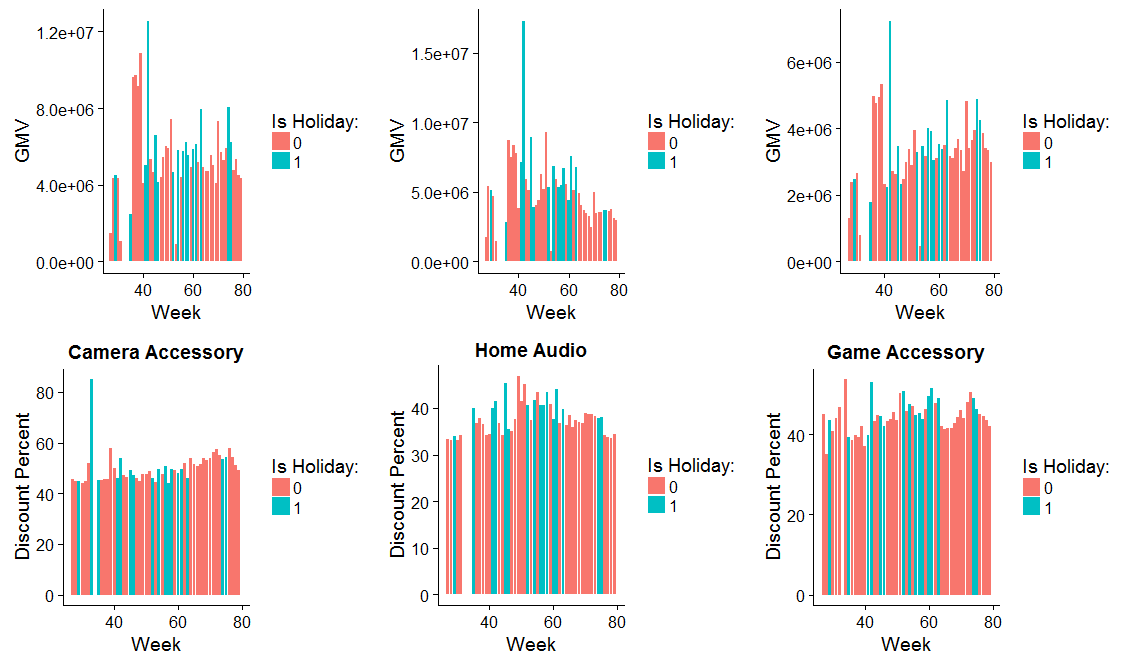 1.2e+07
8.0e+06
4.0e+06
0.0e+00
GMV
40 60 80
Week
Is Holiday:
0
1
1.5e+07
1.0e+07
5.0e+06
0.0e+00
GMV
40 60 80
Week
Is Holiday:
0
1
6e+06
4e+06
2e+06
0e+00
GMV
40 60 80
Week
Is Holiday:
0
1
Camera Accessory
80
60
40
20
0
Discount Percent
40 60 80
Week
Is Holiday:
0
1
Home Audio
40
30
20
10
0
Discount Percent
40 60 80
Week
Is Holiday:
0
1
Game Accessory
40
20
0
Discount Percent
40 60 80
Week
Is Holiday:
0
1